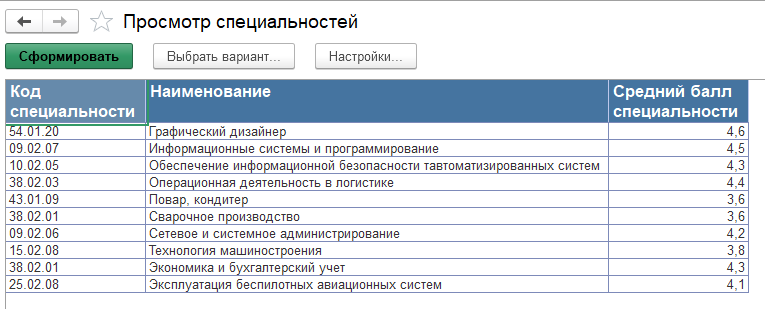 Просмотр специальностей
Сформировать Выбрать вариант... Настройки...
Код специальности Наименование Средний балл специальности
54.01.20 Графический дизайнер 4,6
09.02.07 Информационные системы и программирование 4,5
10.02.05 Обеспечение информационной безопасности тавтоматизированных систем 4,3
38.02.03 Операционная деятельность в логистике 4,4
43.01.09 Повар, кондитер 3,6
38.02.01 Сварочное производство 3,6
09.02.06 Сетевое и системное администрирование 4,2
15.02.08 Технология машиностроения 3,8
38.02.01 Экономика и бухгалтерский учет 4,3
25.02.08 Эксплуатация беспилотных авиационных систем 4,1